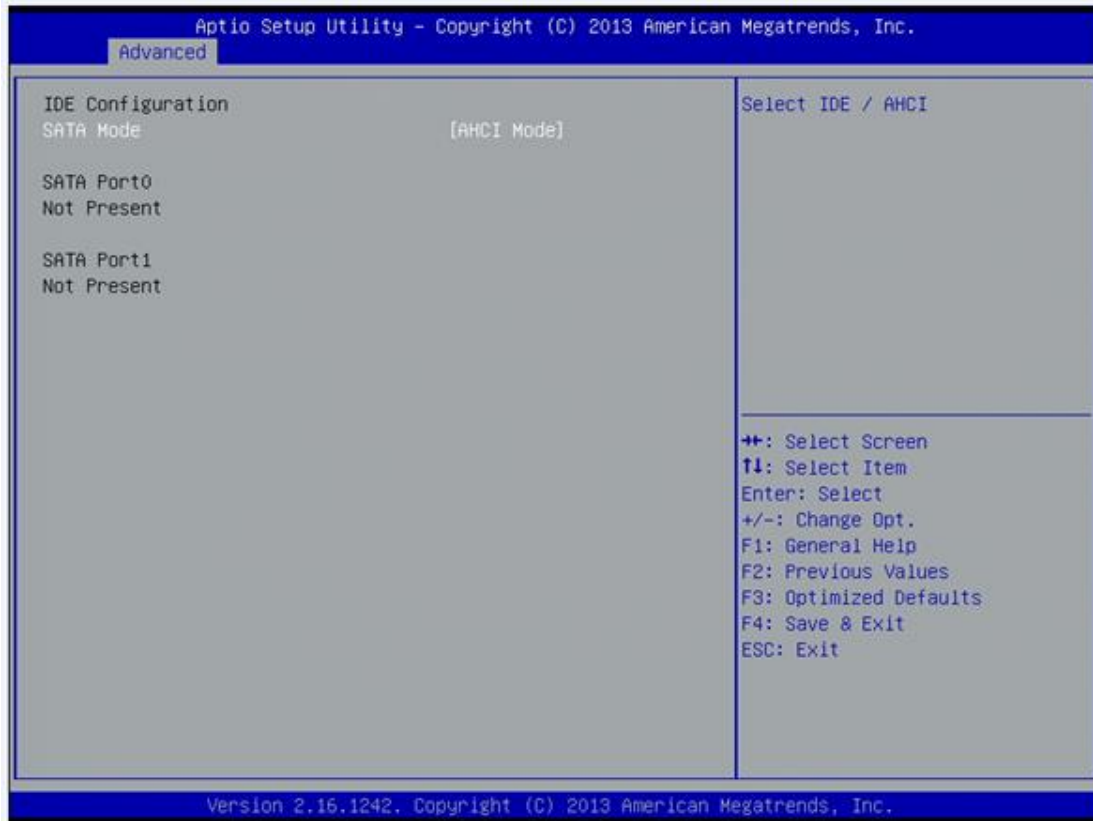 Aptio Setup Utility – Copyright (C) 2013 American Megatrends, Inc.
Advanced
IDE Configuration
SATA Mode [AHCI Mode]
SATA Port0
Not Present
SATA Port1
Not Present
Select IDE / AHCI
→←: Select Screen
↑↓: Select Item
Enter: Select
+/-: Change Opt.
F1: General Help
F2: Previous Values
F3: Optimized Defaults
F4: Save & Exit
ESC: Exit
Version 2.16.1242. Copyright (C) 2013 American Megatrends, Inc.